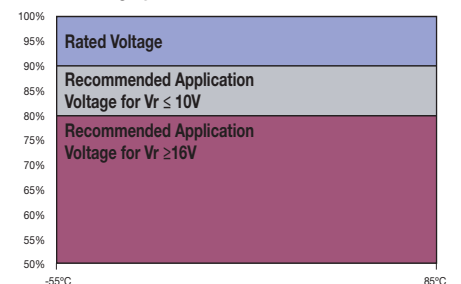 100%
95%
Rated Voltage
90%
Recommended Application
85%
Voltage for Vr ≤ 10V
80%
Recommended Application
75%
Voltage for Vr ≥16V
70%
65%
60%
55%
50%
-55ºC
85ºC